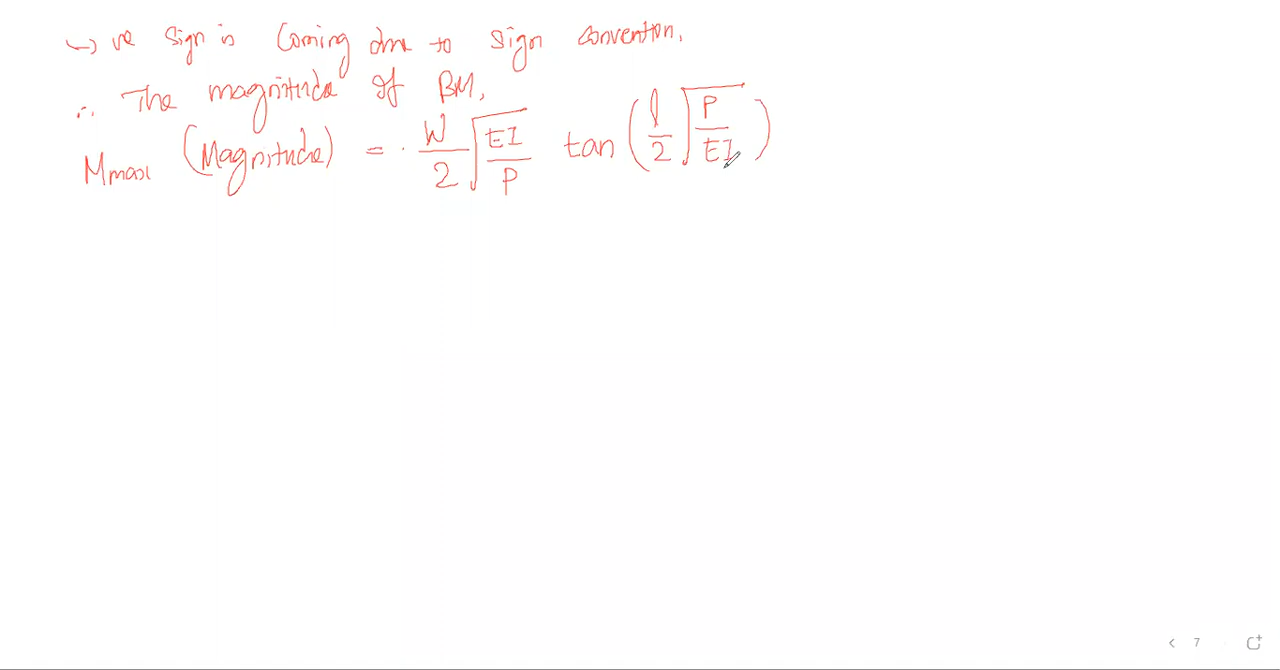 ↳ ve sign is coming due to sign convention.
∴ The magnitude of BM,
Mmax (Magnitude) = W/2 √(EI/P) tan (l/2 √(P/EI))
< 7